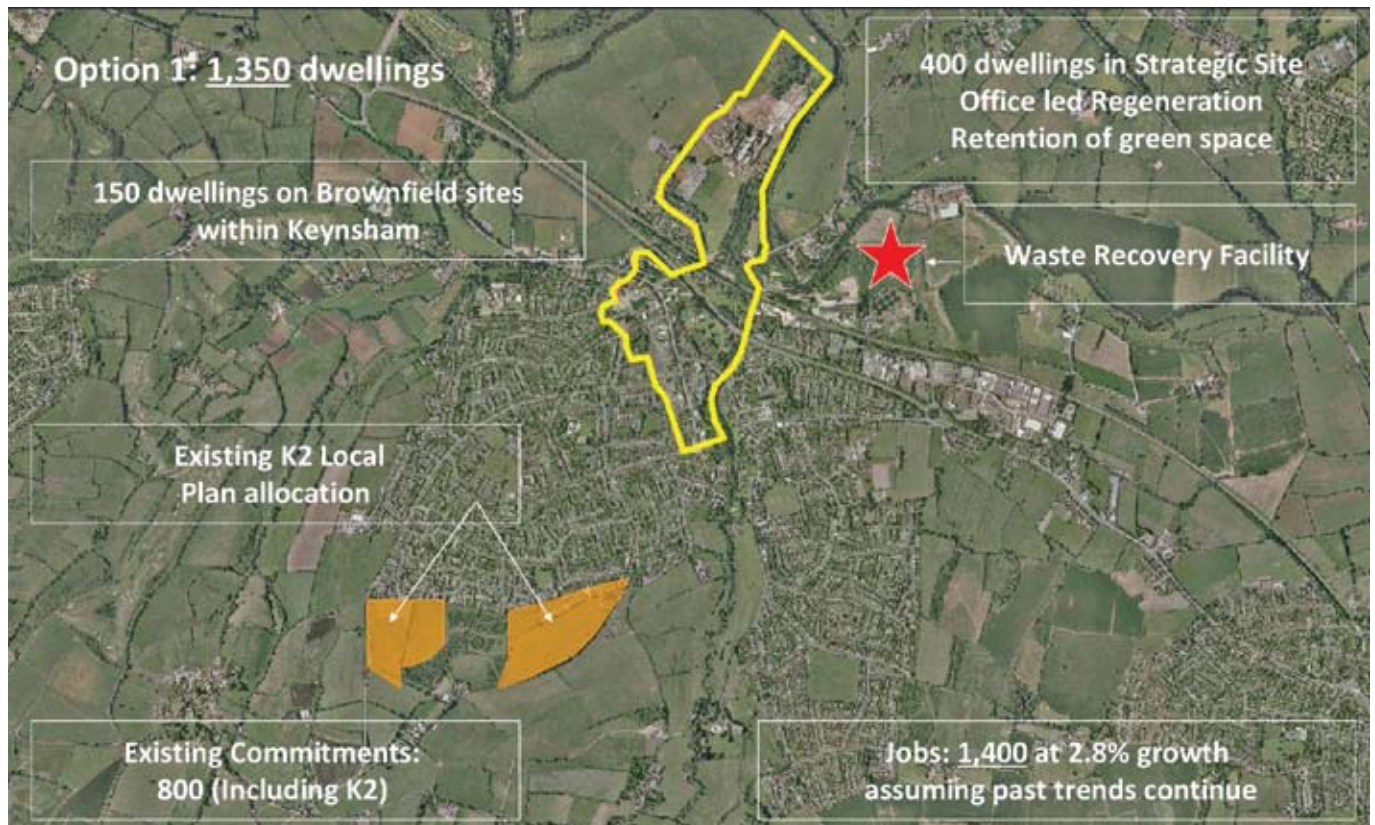 Option 1: 1,350 dwellings
400 dwellings in Strategic Site
Office led Regeneration
Retention of green space
150 dwellings on Brownfield sites
within Keynsham
Waste Recovery Facility
Existing K2 Local
Plan allocation
Existing Commitments:
800 (Including K2)
Jobs: 1,400 at 2.8% growth
assuming past trends continue